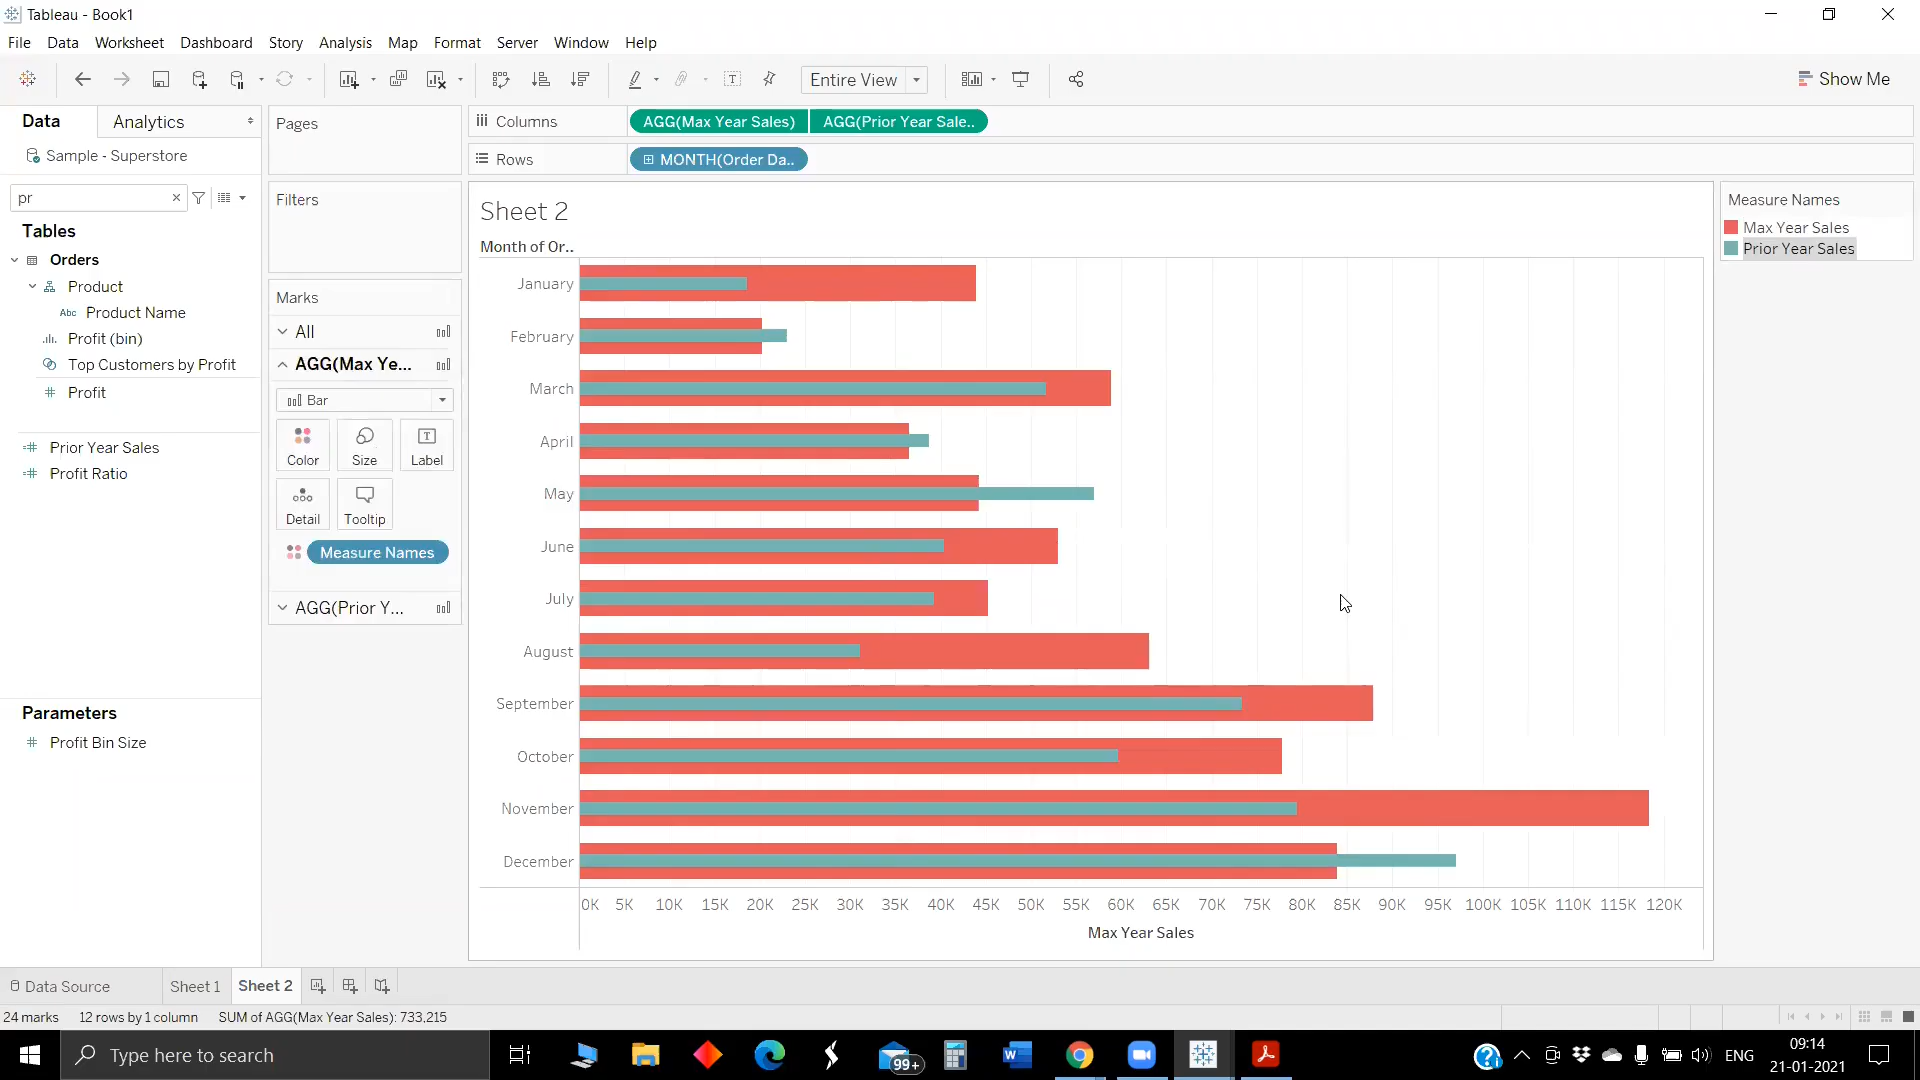 Tableau - Book1
File Data Worksheet Dashboard Story Analysis Map Format Server Window Help
Entire View
Show Me
Data
Analytics
Sample - Superstore
pr
Tables
Orders
Product
Abc Product Name
Profit (bin)
Top Customers by Profit
Profit
Prior Year Sales
Profit Ratio
Parameters
Profit Bin Size
Pages
Filters
Marks
All
AGG(Max Ye...
Bar
Color
Size
Label
Detail
Tooltip
Measure Names
AGG(Prior Y...
Columns
AGG(Max Year Sales)
AGG(Prior Year Sale..
Rows
MONTH(Order Da..
Sheet 2
Month of Or..
January
February
March
April
May
June
July
August
September
October
November
December
0K 5K 10K 15K 20K 25K 30K 35K 40K 45K 50K 55K 60K 65K 70K 75K 80K 85K 90K 95K 100K 105K 110K 115K 120K
Max Year Sales
Measure Names
Max Year Sales
Prior Year Sales
Data Source
Sheet 1
Sheet 2
24 marks
12 rows by 1 column
SUM of AGG(Max Year Sales): 733,215
Type here to search
99+
ENG
09:14
21-01-2021